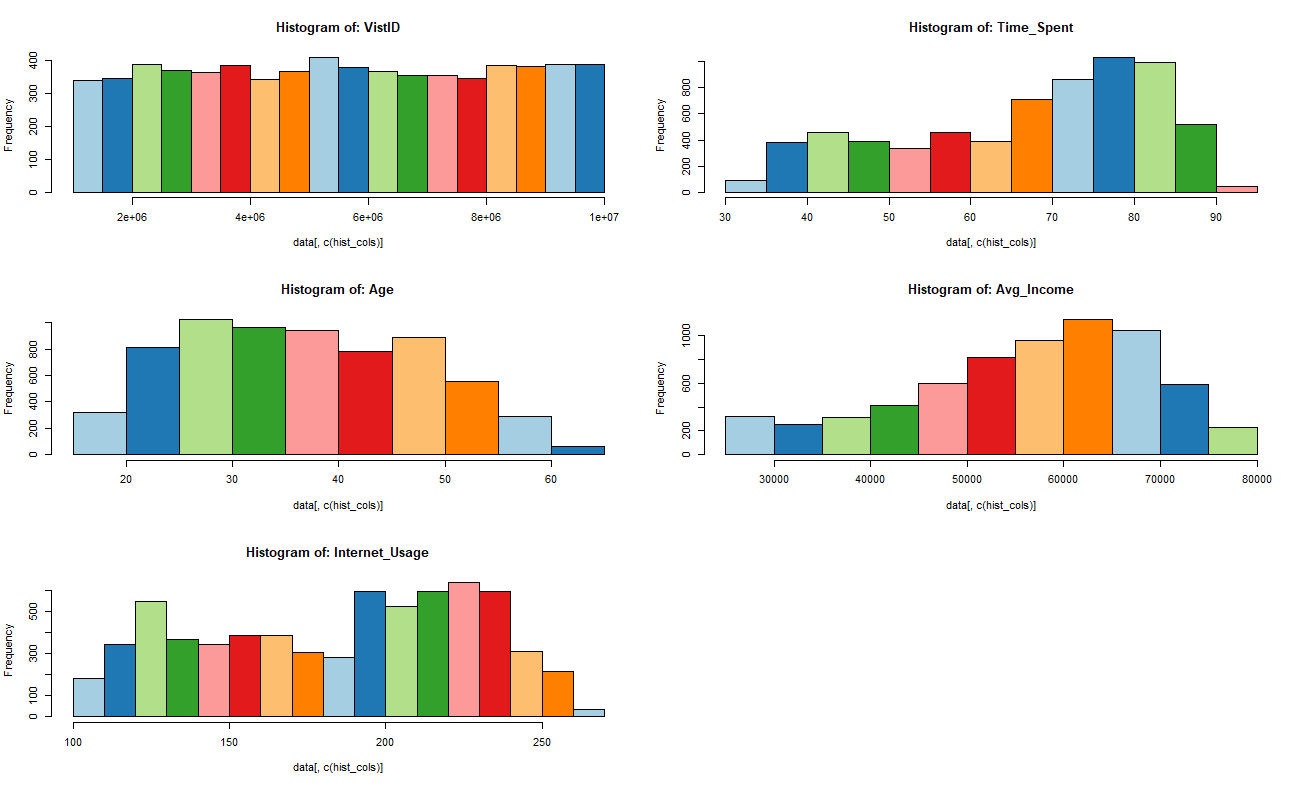 Histogram of: VistID
Frequency
0 100 200 300 400
2e+06 4e+06 6e+06 8e+06 1e+07
data[, c(hist_cols)]
Histogram of: Time_Spent
Frequency
0 200 400 600 800
30 40 50 60 70 80 90
data[, c(hist_cols)]
Histogram of: Age
Frequency
0 200 400 600 800
20 30 40 50 60
data[, c(hist_cols)]
Histogram of: Avg_Income
Frequency
0 200 600 1000
30000 40000 50000 60000 70000 80000
data[, c(hist_cols)]
Histogram of: Internet_Usage
Frequency
0 100 300 500
100 150 200 250
data[, c(hist_cols)]